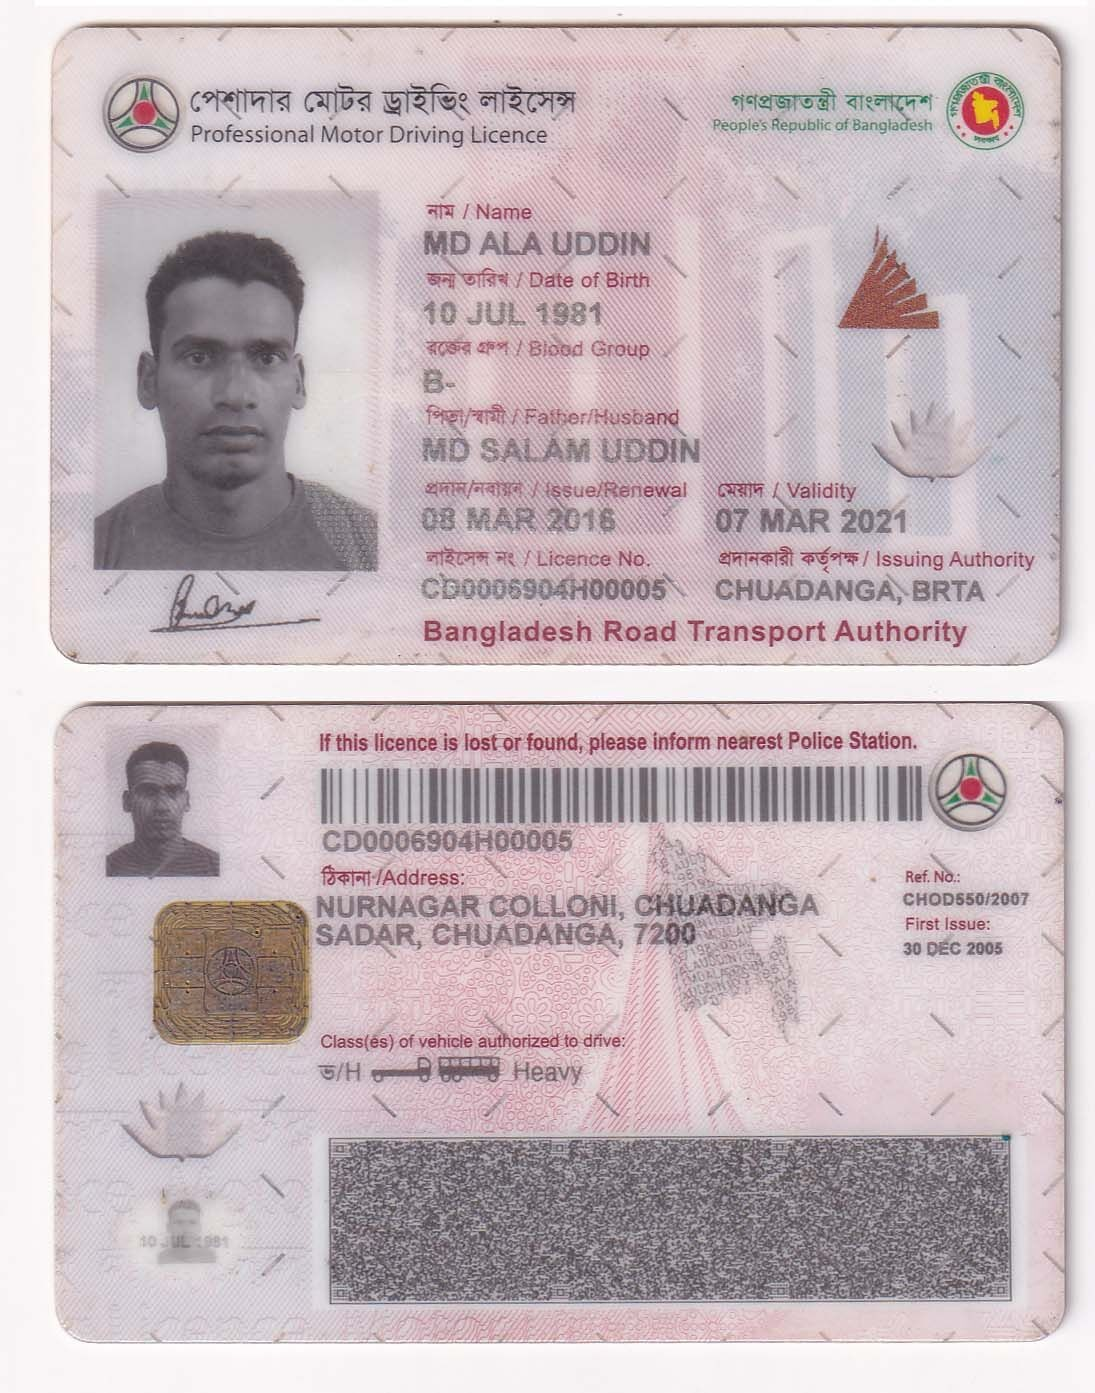 পেশাদার মোটর ড্রাইভিং লাইসেন্স
Professional Motor Driving Licence
গণপ্রজাতন্ত্রী বাংলাদেশ
People's Republic of Bangladesh
নাম / Name
MD ALA UDDIN
জন্ম তারিখ / Date of Birth
10 JUL 1981
রক্তের গ্রুপ / Blood Group
B-
পিতা/স্বামী / Father/Husband
MD SALAM UDDIN
প্রদান/নবায়ন / Issue/Renewal
08 MAR 2016
মেয়াদ / Validity
07 MAR 2021
লাইসেন্স নং / Licence No.
CD0006904H00005
প্রদানকারী কর্তৃপক্ষ / Issuing Authority
CHUADANGA, BRTA
Bangladesh Road Transport Authority
If this licence is lost or found, please inform nearest Police Station.
CD0006904H00005
ঠিকানা /Address:
NURNAGAR COLLONI, CHUADANGA
SADAR, CHUADANGA, 7200
Ref. No.:
CHOD550/2007
First Issue:
30 DEC 2005
Class(es) of vehicle authorized to drive:
ভ/H Heavy
10 JUL 1981